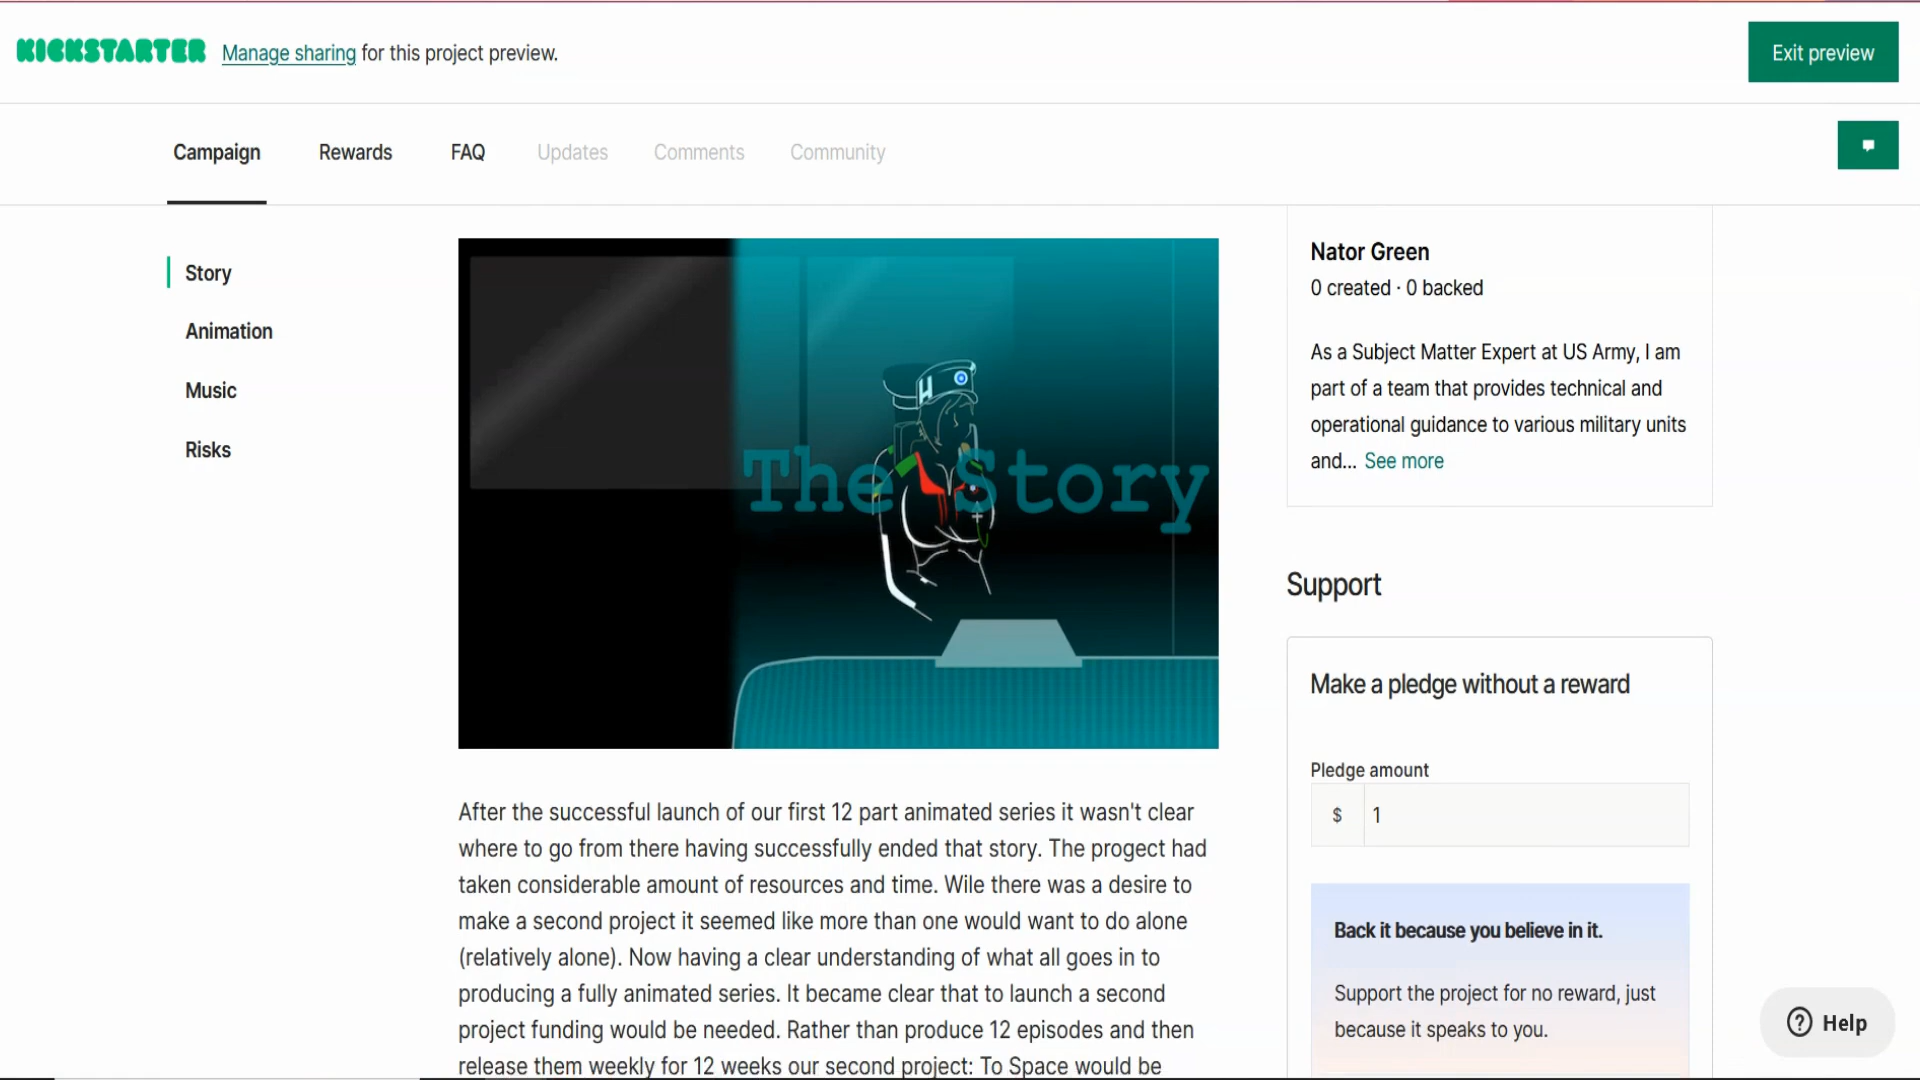 KICKSTARTER Manage sharing for this project preview. Exit preview
Campaign Rewards FAQ Updates Comments Community
Story
Animation
Music
Risks
The Story
After the successful launch of our first 12 part animated series it wasn't clear
where to go from there having successfully ended that story. The progect had
taken considerable amount of resources and time. Wile there was a desire to
make a second project it seemed like more than one would want to do alone
(relatively alone). Now having a clear understanding of what all goes in to
producing a fully animated series. It became clear that to launch a second
project funding would be needed. Rather than produce 12 episodes and then
release them weekly for 12 weeks our second project: To Space would be
Nator Green
0 created · 0 backed
As a Subject Matter Expert at US Army, I am
part of a team that provides technical and
operational guidance to various military units
and... See more
Support
Make a pledge without a reward
Pledge amount
$ 1
Back it because you believe in it.
Support the project for no reward, just
because it speaks to you.
Help